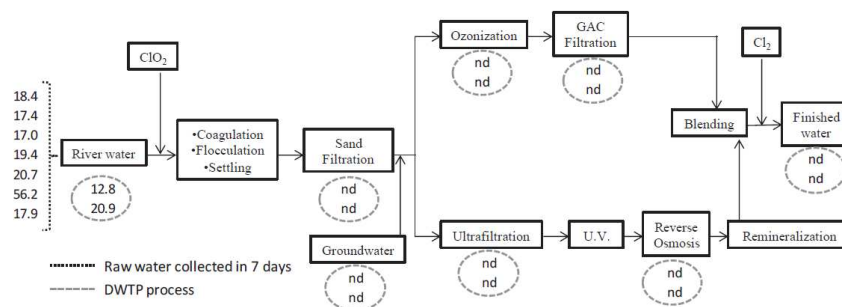 ClO2
Ozonization
GAC
Filtration
nd
nd
nd
nd
Cl2
18.4
17.4
17.0
19.4
20.7
56.2
17.9
River water
12.8
20.9
•Coagulation
•Flocculation
•Settling
Sand
Filtration
nd
nd
Blending
Finished
water
nd
nd
Groundwater
nd
nd
Ultrafiltration
nd
nd
U.V.
Reverse
Osmosis
nd
nd
Remineralization
Raw water collected in 7 days
DWTP process